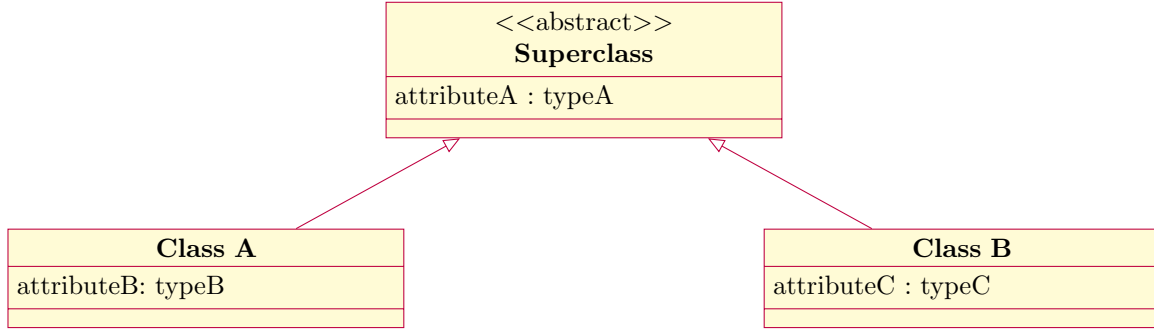 <<abstract>>
Superclass
attributeA : typeA
Class A
attributeB: typeB
Class B
attributeC : typeC